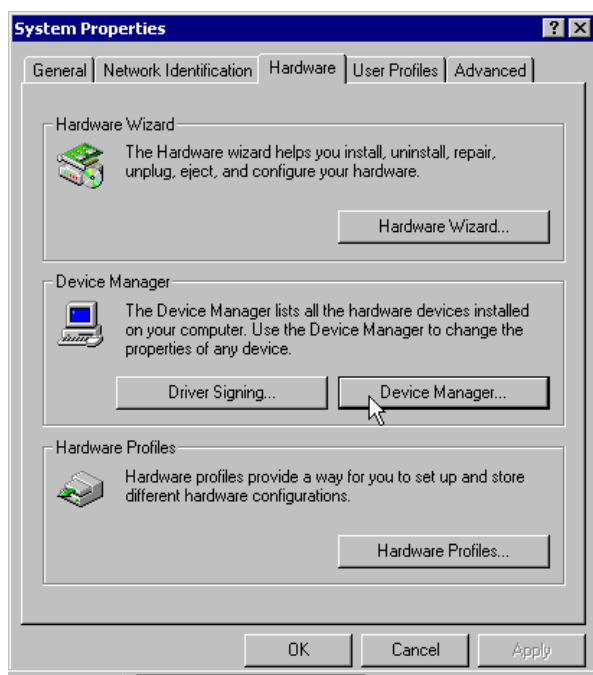 System Properties
General Network Identification Hardware User Profiles Advanced
Hardware Wizard
The Hardware wizard helps you install, uninstall, repair,
unplug, eject, and configure your hardware.
Hardware Wizard...
Device Manager
The Device Manager lists all the hardware devices installed
on your computer. Use the Device Manager to change the
properties of any device.
Driver Signing... Device Manager...
Hardware Profiles
Hardware profiles provide a way for you to set up and store
different hardware configurations.
Hardware Profiles...
OK Cancel Apply